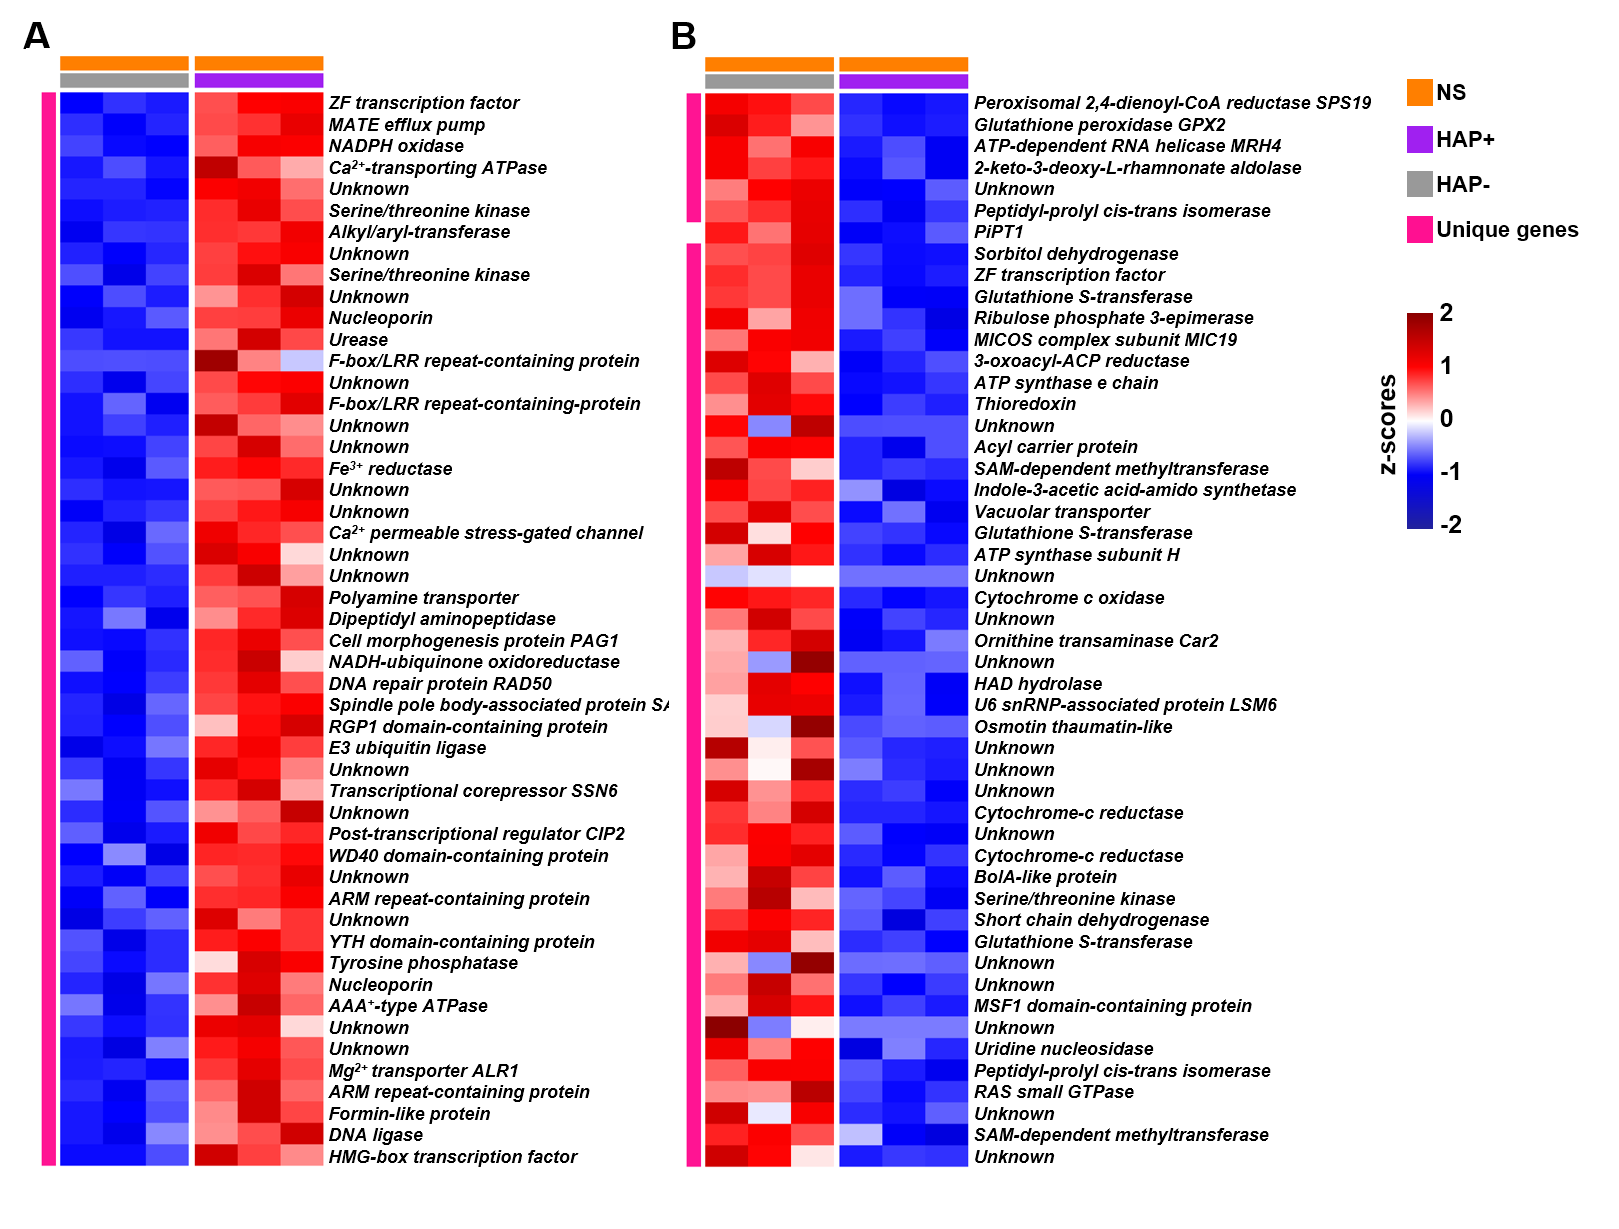 A
ZF transcription factor
MATE efflux pump
NADPH oxidase
Ca²⁺-transporting ATPase
Unknown
Serine/threonine kinase
Alkyl/aryl-transferase
Unknown
Serine/threonine kinase
Unknown
Nucleoporin
Urease
F-box/LRR repeat-containing protein
Unknown
F-box/LRR repeat-containing-protein
Unknown
Unknown
Fe³⁺ reductase
Unknown
Unknown
Ca²⁺ permeable stress-gated channel
Unknown
Unknown
Polyamine transporter
Dipeptidyl aminopeptidase
Cell morphogenesis protein PAG1
NADH-ubiquinone oxidoreductase
DNA repair protein RAD50
Spindle pole body-associated protein SA
RGP1 domain-containing protein
E3 ubiquitin ligase
Unknown
Transcriptional corepressor SSN6
Unknown
Post-transcriptional regulator CIP2
WD40 domain-containing protein
Unknown
ARM repeat-containing protein
Unknown
YTH domain-containing protein
Tyrosine phosphatase
Nucleoporin
AAA⁺-type ATPase
Unknown
Unknown
Mg²⁺ transporter ALR1
ARM repeat-containing protein
Formin-like protein
DNA ligase
HMG-box transcription factor
B
Peroxisomal 2,4-dienoyl-CoA reductase SPS19
Glutathione peroxidase GPX2
ATP-dependent RNA helicase MRH4
2-keto-3-deoxy-L-rhamnonate aldolase
Unknown
Peptidyl-prolyl cis-trans isomerase
PiPT1
Sorbitol dehydrogenase
ZF transcription factor
Glutathione S-transferase
Ribulose phosphate 3-epimerase
MICOS complex subunit MIC19
3-oxoacyl-ACP reductase
ATP synthase e chain
Thioredoxin
Unknown
Acyl carrier protein
SAM-dependent methyltransferase
Indole-3-acetic acid-amido synthetase
Vacuolar transporter
Glutathione S-transferase
ATP synthase subunit H
Unknown
Cytochrome c oxidase
Unknown
Ornithine transaminase Car2
Unknown
HAD hydrolase
U6 snRNP-associated protein LSM6
Osmotin thaumatin-like
Unknown
Unknown
Unknown
Cytochrome-c reductase
Unknown
Cytochrome-c reductase
BolA-like protein
Serine/threonine kinase
Short chain dehydrogenase
Glutathione S-transferase
Unknown
Unknown
MSF1 domain-containing protein
Unknown
Uridine nucleosidase
Peptidyl-prolyl cis-trans isomerase
RAS small GTPase
Unknown
SAM-dependent methyltransferase
Unknown
NS
HAP+
HAP-
Unique genes
z-scores
2
1
0
-1
-2